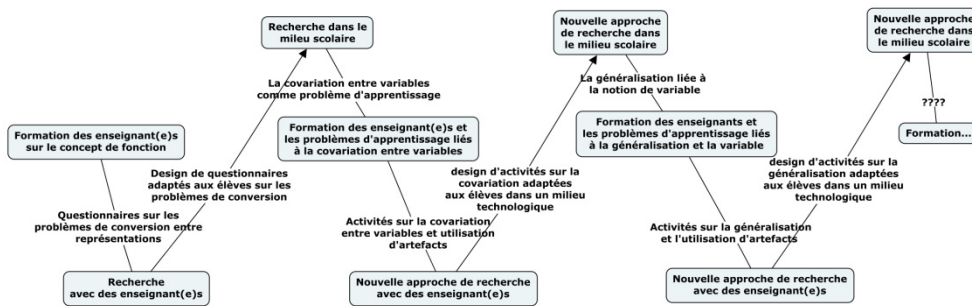 Recherche dans le
mileu scolaire
Nouvelle approche
de recherche dans
le milieu scolaire
Nouvelle approche
de recherche dans
le milieu scolaire
La covariation entre variables
comme problème d'apprentissage
La généralisation liée à
la notion de variable
????
Formation des enseignant(e)s
sur le concept de fonction
Formation des enseignant(e)s et
les problèmes d'apprentissage liés
à la covariation entre variables
Formation des enseignants et
les problèmes d'apprentissage liés
à la généralisation et la variable
Formation...
Design de questionnaires
adaptés aux élèves sur les
problèmes de conversion
design d'activités sur la
covariation adaptées
aux élèves dans un milieu
technologique
design d'activités sur la
généralisation adaptées
aux élèves dans un milieu
technologique
Questionnaires sur les
problèmes de conversion entre
représentations
Activités sur la covariation
entre variables et utilisation
d'artefacts
Activités sur la généralisation
et l'utilisation d'artefacts
Recherche
avec des enseignant(e)s
Nouvelle approche de recherche
avec des enseignant(e)s
Nouvelle approche de recherche
avec des enseignant(e)s